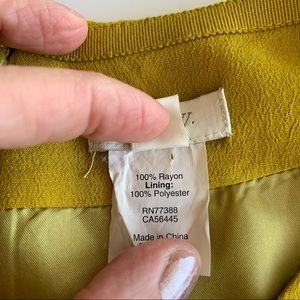 100% Rayon
Lining:
100% Polyester
RN77388
CA56445
Made in China